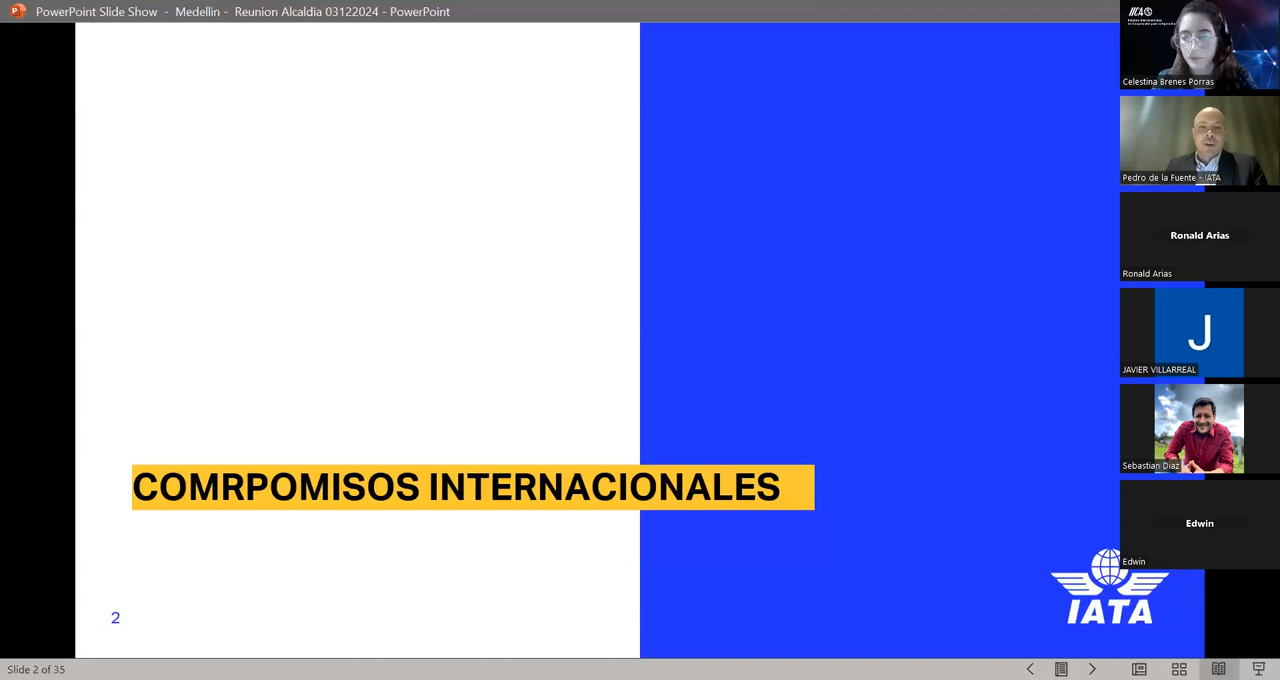 PowerPoint Slide Show - Medellin - Reunion Alcaldia 03122024 - PowerPoint
COMRPOMISOS INTERNACIONALES
2
IATA
Slide 2 of 35
IICA
Celestina Brenes Porras
Pedro de la Fuente - IATA
Ronald Arias
Ronald Arias
J
JAVIER VILLARREAL
Sebastian Diaz
Edwin
Edwin